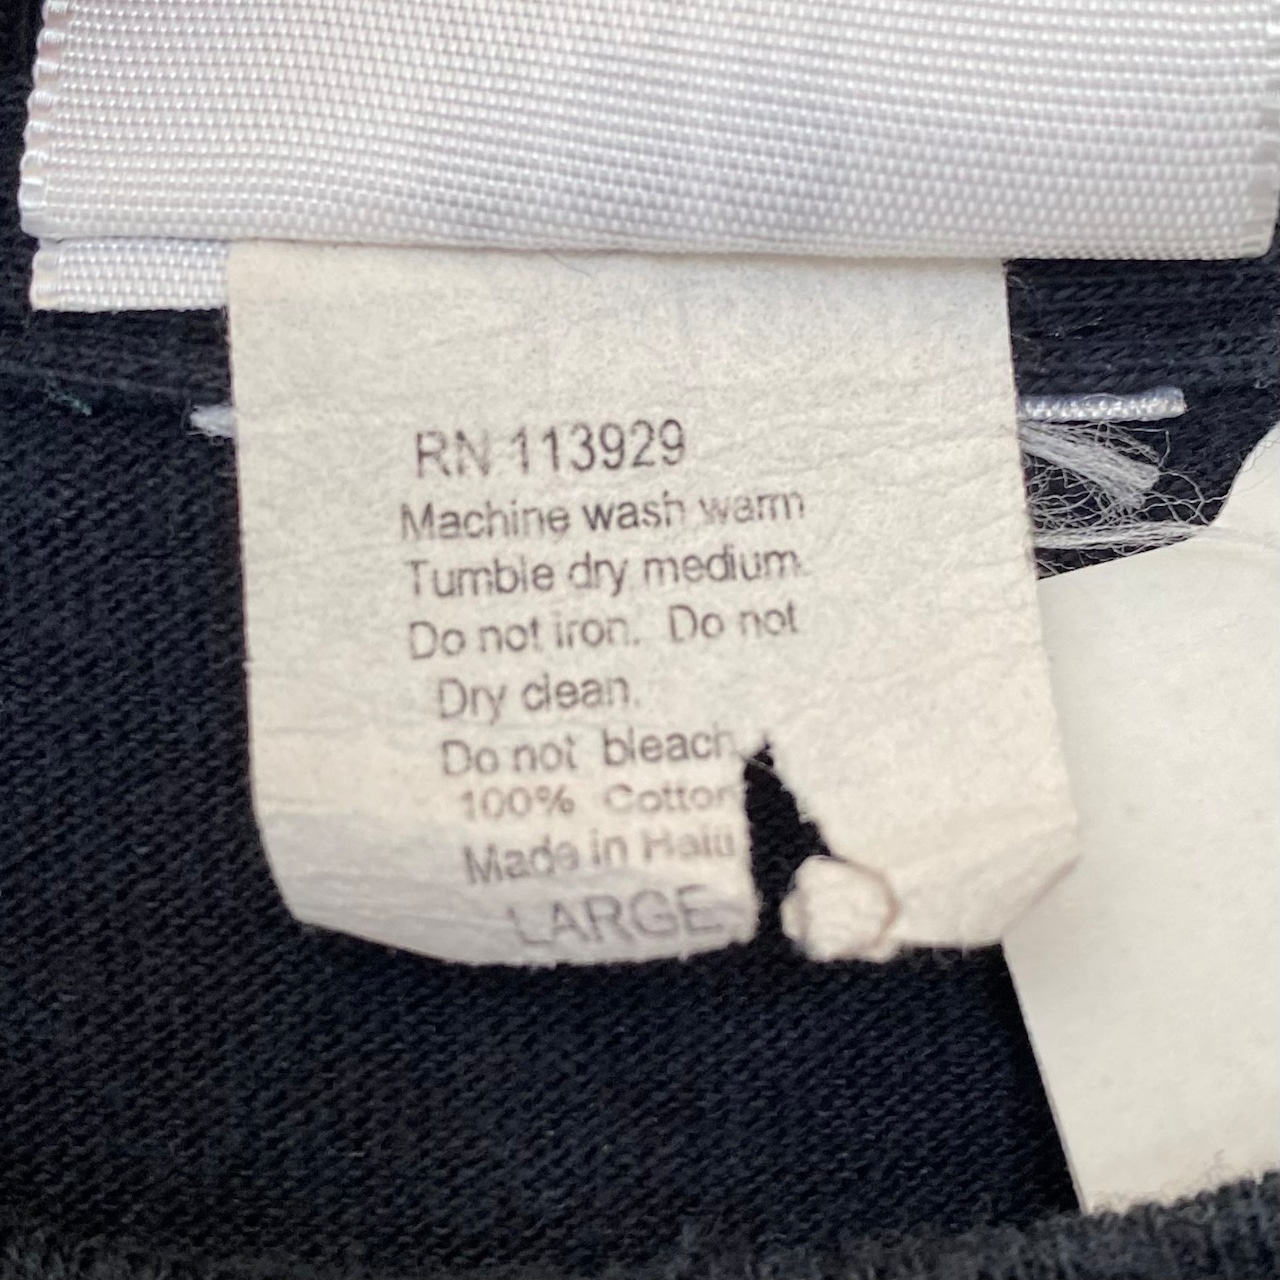 RN 113929
Machine wash warm
Tumble dry medium.
Do not iron. Do not
Dry clean.
Do not bleach
100% Cotton
Made in Haiti
LARGE